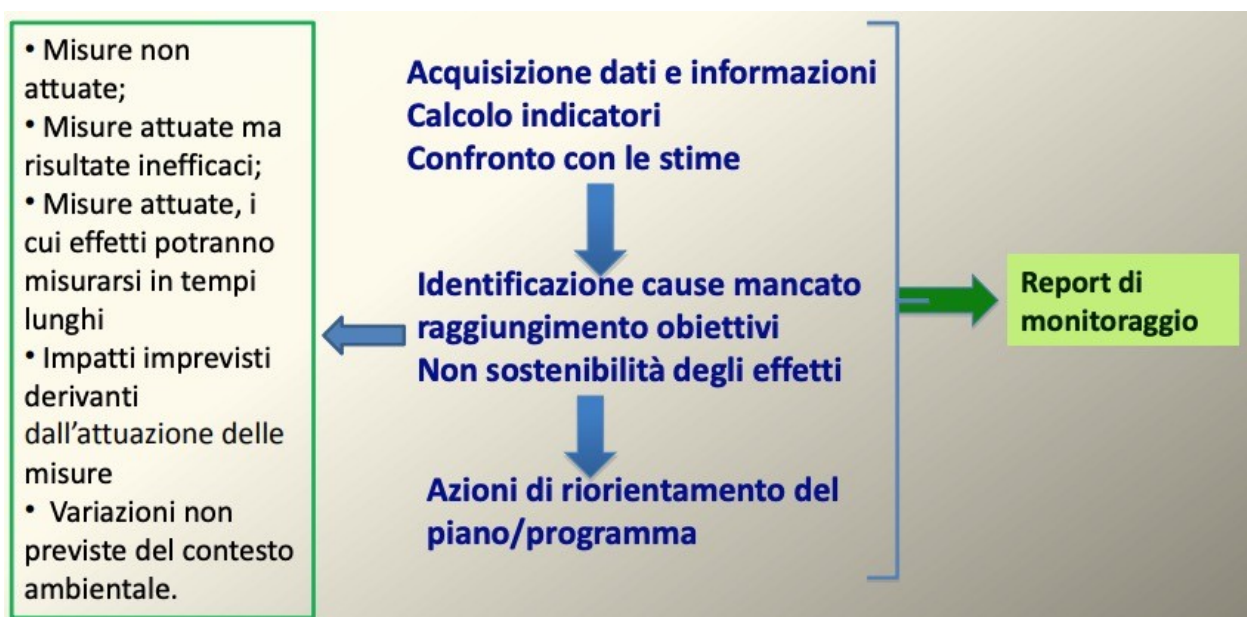 • Misure non
attuate;
• Misure attuate ma
risultate inefficaci;
• Misure attuate, i
cui effetti potranno
misurarsi in tempi
lunghi
• Impatti imprevisti
derivanti
dall’attuazione delle
misure
• Variazioni non
previste del contesto
ambientale.
Acquisizione dati e informazioni
Calcolo indicatori
Confronto con le stime
Identificazione cause mancato
raggiungimento obiettivi
Non sostenibilità degli effetti
Azioni di riorientamento del
piano/programma
Report di
monitoraggio